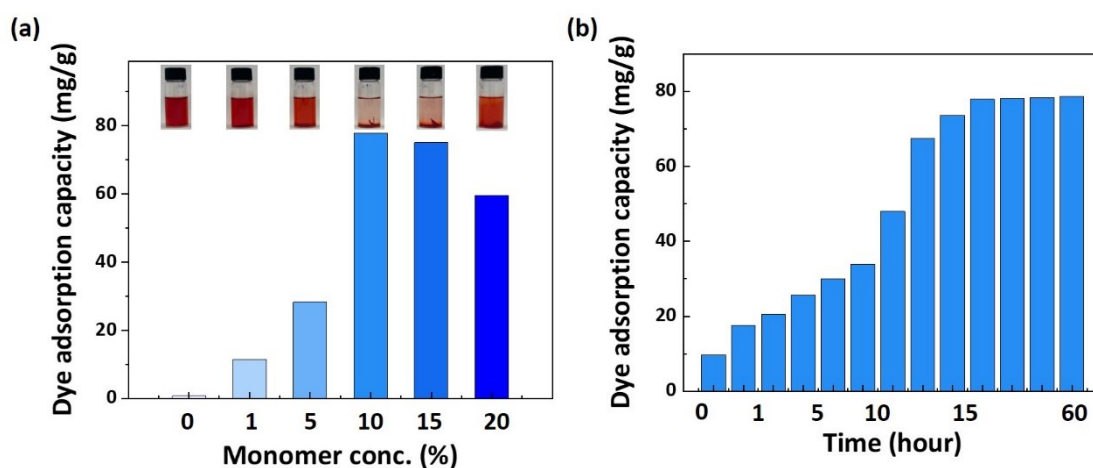 (a)
Dye adsorption capacity (mg/g)
80
60
40
20
0
0 1 5 10 15 20
Monomer conc. (%)
(b)
Dye adsorption capacity (mg/g)
80
60
40
20
0
0 1 5 10 15 60
Time (hour)